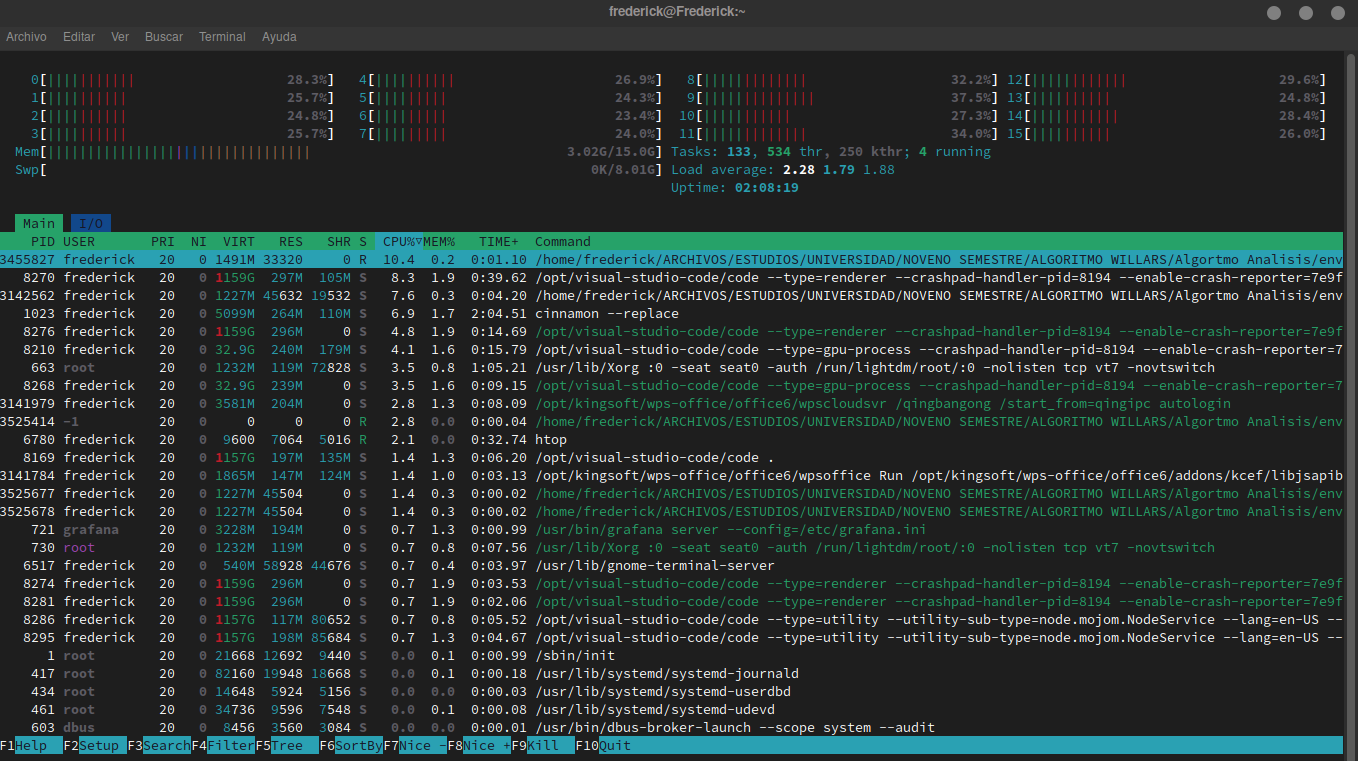 frederick@Frederick:~
Archivo Editar Ver Buscar Terminal Ayuda
0[|||||||||||28.3%] 4[||||||||||26.9%] 8[|||||||||||||32.2%] 12[||||||||||||29.6%]
1[||||||||||25.7%] 5[|||||||||24.3%] 9[||||||||||||||37.5%] 13[||||||||||24.8%]
2[||||||||||24.8%] 6[|||||||||23.4%] 10[|||||||||||27.3%] 14[|||||||||||28.4%]
3[||||||||||25.7%] 7[|||||||||24.0%] 11[|||||||||||||34.0%] 15[||||||||||26.0%]
Mem[|||||||||||||||||||||||||||||||||3.02G/15.0G] Tasks: 133, 534 thr, 250 kthr; 4 running
Swp[0K/8.01G] Load average: 2.28 1.79 1.88
Uptime: 02:08:19
Main I/O
PID USER PRI NI VIRT RES SHR S CPU%▽MEM% TIME+ Command
3455827 frederick 20 0 1491M 33320 0 R 10.4 0.2 0:01.10 /home/frederick/ARCHIVOS/ESTUDIOS/UNIVERSIDAD/NOVENO SEMESTRE/ALGORITMO WILLARS/Algortmo Analisis/env
8270 frederick 20 0 1159G 297M 105M S 8.3 1.9 0:39.62 /opt/visual-studio-code/code --type=renderer --crashpad-handler-pid=8194 --enable-crash-reporter=7e9f
3142562 frederick 20 0 1227M 45632 19532 S 7.6 0.3 0:04.20 /home/frederick/ARCHIVOS/ESTUDIOS/UNIVERSIDAD/NOVENO SEMESTRE/ALGORITMO WILLARS/Algortmo Analisis/env
1023 frederick 20 0 5099M 264M 110M S 6.9 1.7 2:04.51 cinnamon --replace
8276 frederick 20 0 1159G 296M 0 S 4.8 1.9 0:14.69 /opt/visual-studio-code/code --type=renderer --crashpad-handler-pid=8194 --enable-crash-reporter=7e9f
8210 frederick 20 0 32.9G 240M 179M S 4.1 1.6 0:15.79 /opt/visual-studio-code/code --type=gpu-process --crashpad-handler-pid=8194 --enable-crash-reporter=7
663 root 20 0 1232M 119M 72828 S 3.5 0.8 1:05.21 /usr/lib/Xorg :0 -seat seat0 -auth /run/lightdm/root/:0 -nolisten tcp vt7 -novtswitch
8268 frederick 20 0 32.9G 239M 0 S 3.5 1.6 0:09.15 /opt/visual-studio-code/code --type=gpu-process --crashpad-handler-pid=8194 --enable-crash-reporter=7
3141979 frederick 20 0 3581M 204M 0 S 2.8 1.3 0:08.09 /opt/kingsoft/wps-office/office6/wpscloudsvr /qingbangong /start_from=qingipc autologin
3525414 -1 20 0 0 0 0 R 2.8 0.0 0:00.04 /home/frederick/ARCHIVOS/ESTUDIOS/UNIVERSIDAD/NOVENO SEMESTRE/ALGORITMO WILLARS/Algortmo Analisis/env
6780 frederick 20 0 9600 7064 5016 R 2.1 0.0 0:32.74 htop
8169 frederick 20 0 1157G 197M 135M S 1.4 1.3 0:06.20 /opt/visual-studio-code/code .
3141784 frederick 20 0 1865M 147M 124M S 1.4 1.0 0:03.13 /opt/kingsoft/wps-office/office6/wpsoffice Run /opt/kingsoft/wps-office/office6/addons/kcef/libjsapib
3525677 frederick 20 0 1227M 45504 0 S 1.4 0.3 0:00.02 /home/frederick/ARCHIVOS/ESTUDIOS/UNIVERSIDAD/NOVENO SEMESTRE/ALGORITMO WILLARS/Algortmo Analisis/env
3525678 frederick 20 0 1227M 45504 0 S 1.4 0.3 0:00.02 /home/frederick/ARCHIVOS/ESTUDIOS/UNIVERSIDAD/NOVENO SEMESTRE/ALGORITMO WILLARS/Algortmo Analisis/env
721 grafana 20 0 3228M 194M 0 S 0.7 1.3 0:00.99 /usr/bin/grafana server --config=/etc/grafana.ini
730 root 20 0 1232M 119M 0 S 0.7 0.8 0:07.56 /usr/lib/Xorg :0 -seat seat0 -auth /run/lightdm/root/:0 -nolisten tcp vt7 -novtswitch
6517 frederick 20 0 540M 58928 44676 S 0.7 0.4 0:03.97 /usr/lib/gnome-terminal-server
8274 frederick 20 0 1159G 296M 0 S 0.7 1.9 0:03.53 /opt/visual-studio-code/code --type=renderer --crashpad-handler-pid=8194 --enable-crash-reporter=7e9f
8281 frederick 20 0 1159G 296M 0 S 0.7 1.9 0:02.06 /opt/visual-studio-code/code --type=renderer --crashpad-handler-pid=8194 --enable-crash-reporter=7e9f
8286 frederick 20 0 1157G 117M 80652 S 0.7 0.8 0:05.52 /opt/visual-studio-code/code --type=utility --utility-sub-type=node.mojom.NodeService --lang=en-US --
8295 frederick 20 0 1157G 198M 85684 S 0.7 1.3 0:04.67 /opt/visual-studio-code/code --type=utility --utility-sub-type=node.mojom.NodeService --lang=en-US --
1 root 20 0 21668 12692 9440 S 0.0 0.1 0:00.99 /sbin/init
417 root 20 0 82160 19948 18668 S 0.0 0.1 0:00.18 /usr/lib/systemd/systemd-journald
434 root 20 0 14648 5924 5156 S 0.0 0.0 0:00.03 /usr/lib/systemd/systemd-userdbd
461 root 20 0 34736 9596 7548 S 0.0 0.1 0:00.08 /usr/lib/systemd/systemd-udevd
603 dbus 20 0 8456 3560 3084 S 0.0 0.0 0:00.01 /usr/bin/dbus-broker-launch --scope system --audit
F1Help F2Setup F3SearchF4FilterF5Tree F6SortByF7Nice -F8Nice +F9Kill F10Quit